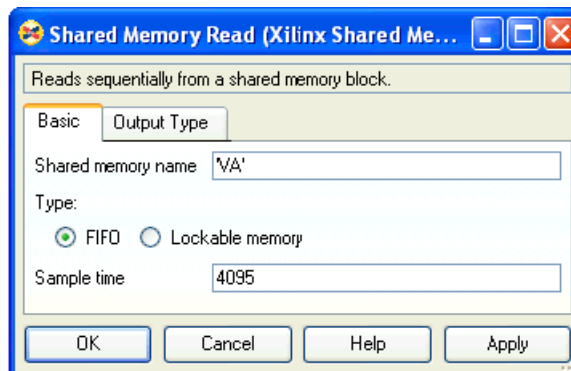 Shared Memory Read (Xilinx Shared Me...
Reads sequentially from a shared memory block.
Basic Output Type
Shared memory name 'VA'
Type:
FIFO Lockable memory
Sample time 4095
OK Cancel Help Apply